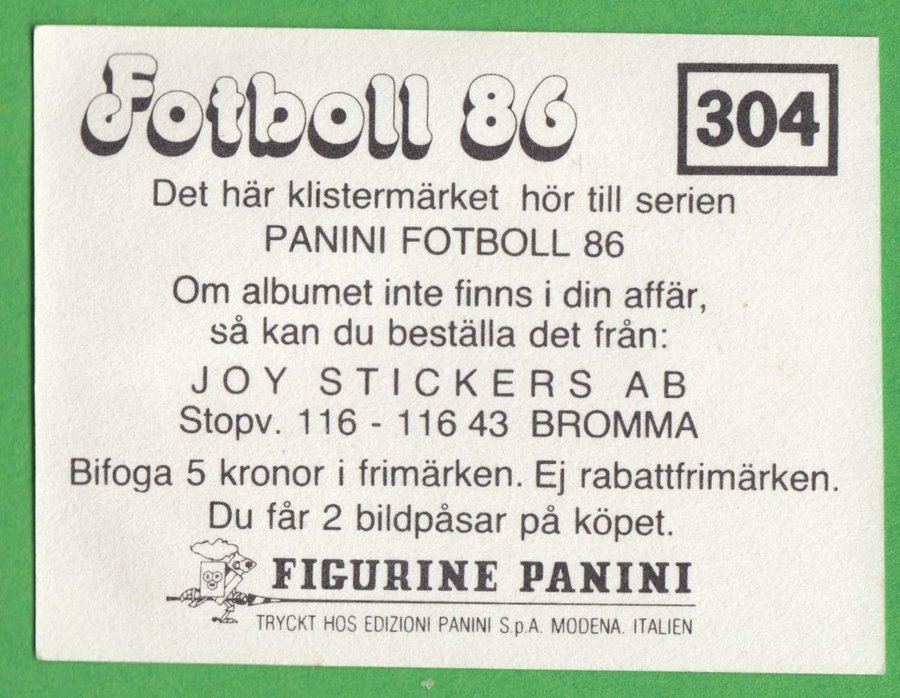 Fotboll 86
304
Det här klistermärket hör till serien
PANINI FOTBOLL 86
Om albumet inte finns i din affär,
så kan du beställa det från:
JOY STICKERS AB
Stopv. 116 - 116 43 BROMMA
Bifoga 5 kronor i frimärken. Ej rabattfrimärken.
Du får 2 bildpåsar på köpet.
FIGURINE PANINI
TRYCKT HOS EDIZIONI PANINI S.p.A. MODENA. ITALIEN